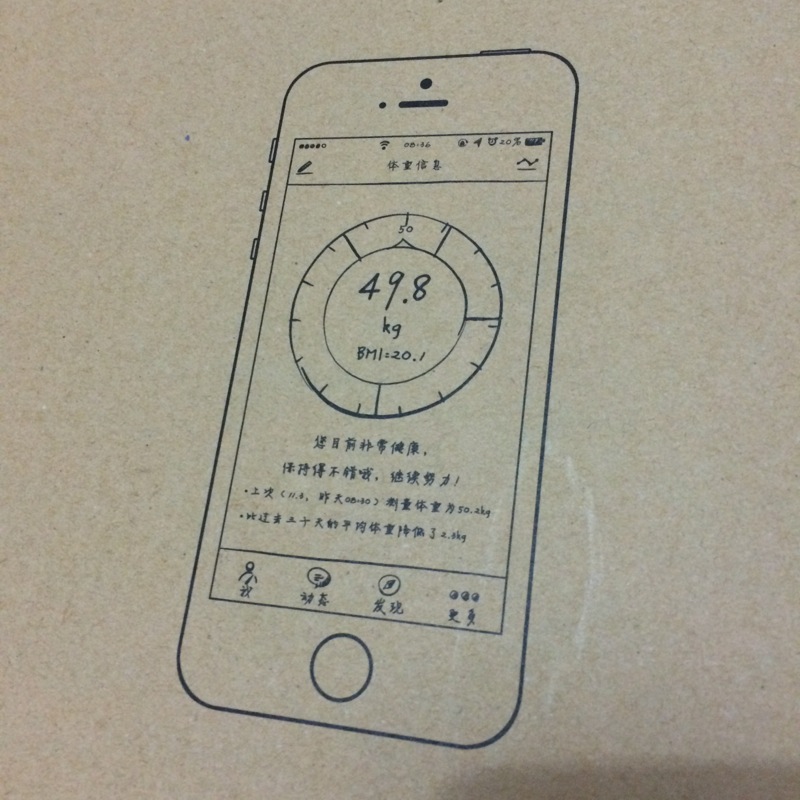 08:36 20%
体重信息
50
49.8
kg
BMI=20.1
您目前非常健康,
保持得不错哦,继续努力!
·上次(11.6, 昨天08:30)测量体重为50.2kg
·比过去三十天的平均体重降低了2.3kg
我 动态 发现 更多